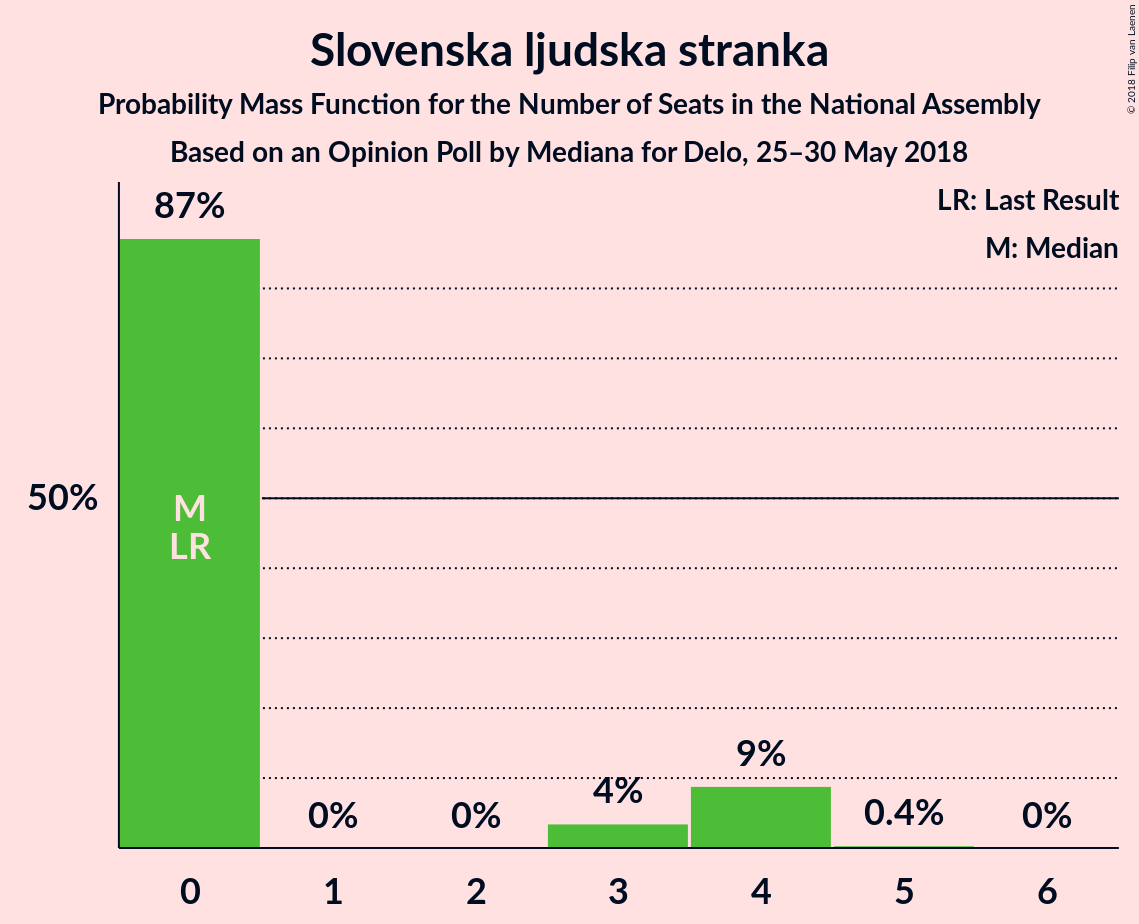 Slovenska ljudska stranka
Probability Mass Function for the Number of Seats in the National Assembly
Based on an Opinion Poll by Mediana for Delo, 25–30 May 2018
© 2018 Filip van Laenen
LR: Last Result
M: Median
87%
50%
M
LR
0%
0%
4%
9%
0.4%
0%
0
1
2
3
4
5
6